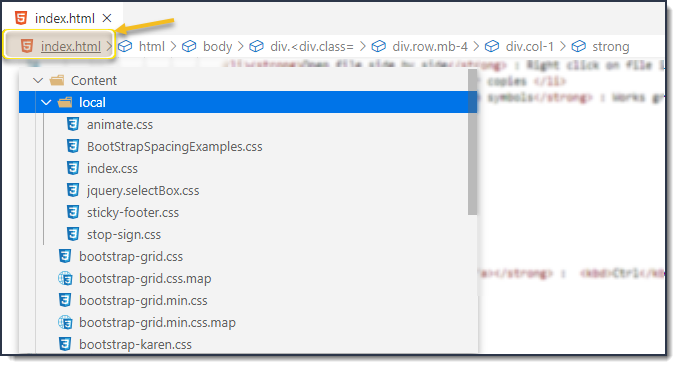 index.html
index.html > html > body > div.<div.class= > div.row.mb-4 > div.col-1 > strong
<li><strong>Open file side by side</strong> : Right click on file i
copies </li>
symbols</strong> : Works gr
Content
local
animate.css
BootStrapSpacingExamples.css
index.css
jquery.selectBox.css
sticky-footer.css
stop-sign.css
bootstrap-grid.css
bootstrap-grid.css.map
a></strong> : <kbd>Ctrl</kb
bootstrap-grid.min.css
bootstrap-grid.min.css.map
bootstrap-karen.css